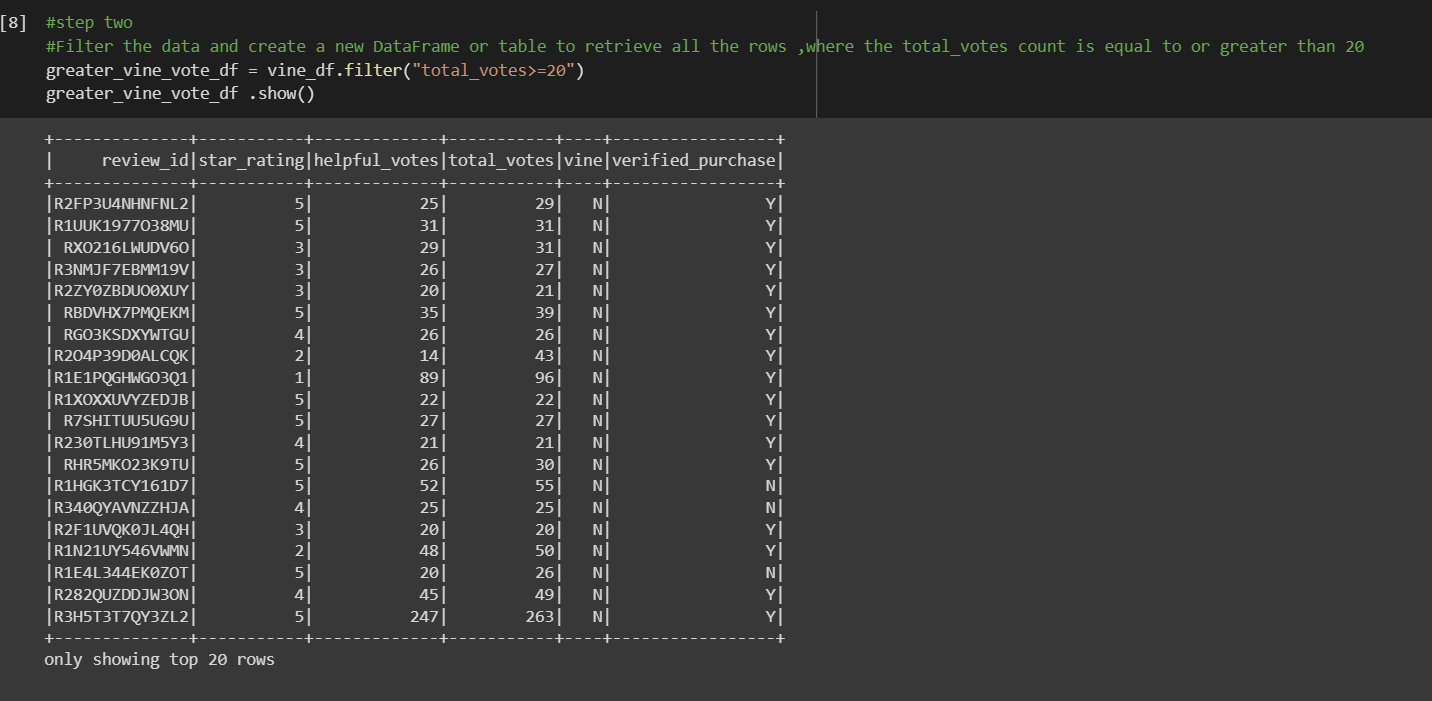 [8] #step two
#Filter the data and create a new DataFrame or table to retrieve all the rows ,where the total_votes count is equal to or greater than 20
greater_vine_vote_df = vine_df.filter("total_votes>=20")
greater_vine_vote_df .show()
+--------------+-----------+-------------+-----------+----+-----------------+
|     review_id|star_rating|helpful_votes|total_votes|vine|verified_purchase|
+--------------+-----------+-------------+-----------+----+-----------------+
|R2FP3U4NHNFNL2|          5|           25|         29|   N|                Y|
|R1UUK1977O38MU|          5|           31|         31|   N|                Y|
| RXO216LWUDV6O|          3|           29|         31|   N|                Y|
|R3NMJF7EBMM19V|          3|           26|         27|   N|                Y|
|R2ZY0ZBDUO0XUY|          3|           20|         21|   N|                Y|
| RBDVHX7PMQEKM|          5|           35|         39|   N|                Y|
| RGO3KSDXYWTGU|          4|           26|         26|   N|                Y|
|R2O4P39D0ALCQK|          2|           14|         43|   N|                Y|
|R1E1PQGHWGO3Q1|          1|           89|         96|   N|                Y|
|R1XOXXUVYZEDJB|          5|           22|         22|   N|                Y|
| R7SHITUU5UG9U|          5|           27|         27|   N|                Y|
|R230TLHU91M5Y3|          4|           21|         21|   N|                Y|
| RHR5MKO23K9TU|          5|           26|         30|   N|                Y|
|R1HGK3TCY161D7|          5|           52|         55|   N|                N|
|R340QYAVNZZHJA|          4|           25|         25|   N|                N|
|R2F1UVQK0JL4QH|          3|           20|         20|   N|                Y|
|R1N21UY546VWMN|          2|           48|         50|   N|                Y|
|R1E4L344EK0ZOT|          5|           20|         26|   N|                N|
|R282QUZDDJW3ON|          4|           45|         49|   N|                Y|
|R3H5T3T7QY3ZL2|          5|          247|        263|   N|                Y|
+--------------+-----------+-------------+-----------+----+-----------------+
only showing top 20 rows